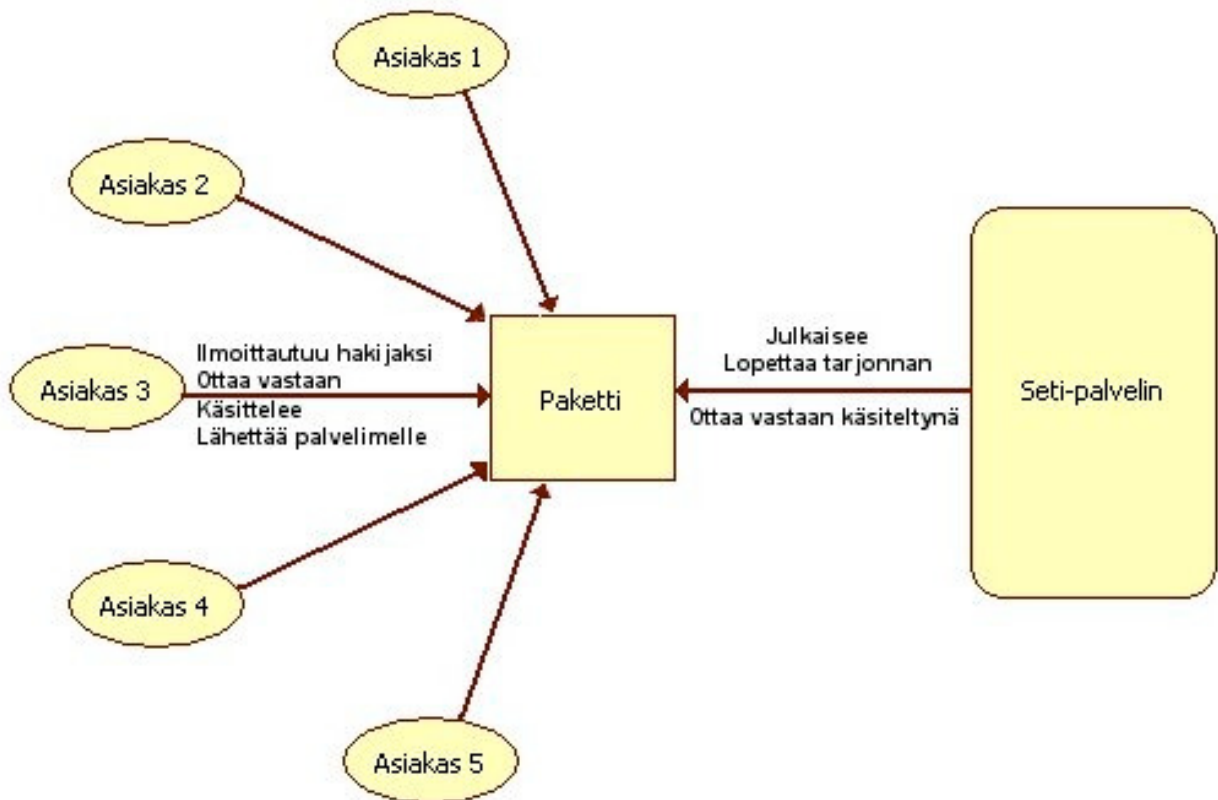 Asiakas 1
Asiakas 2
Asiakas 3
Ilmoittautuu hakijaksi
Ottaa vastaan
Käsittelee
Lähettää palvelimelle
Paketti
Julkaisee
Lopettaa tarjonnan
Ottaa vastaan käsiteltynä
Seti-palvelin
Asiakas 4
Asiakas 5